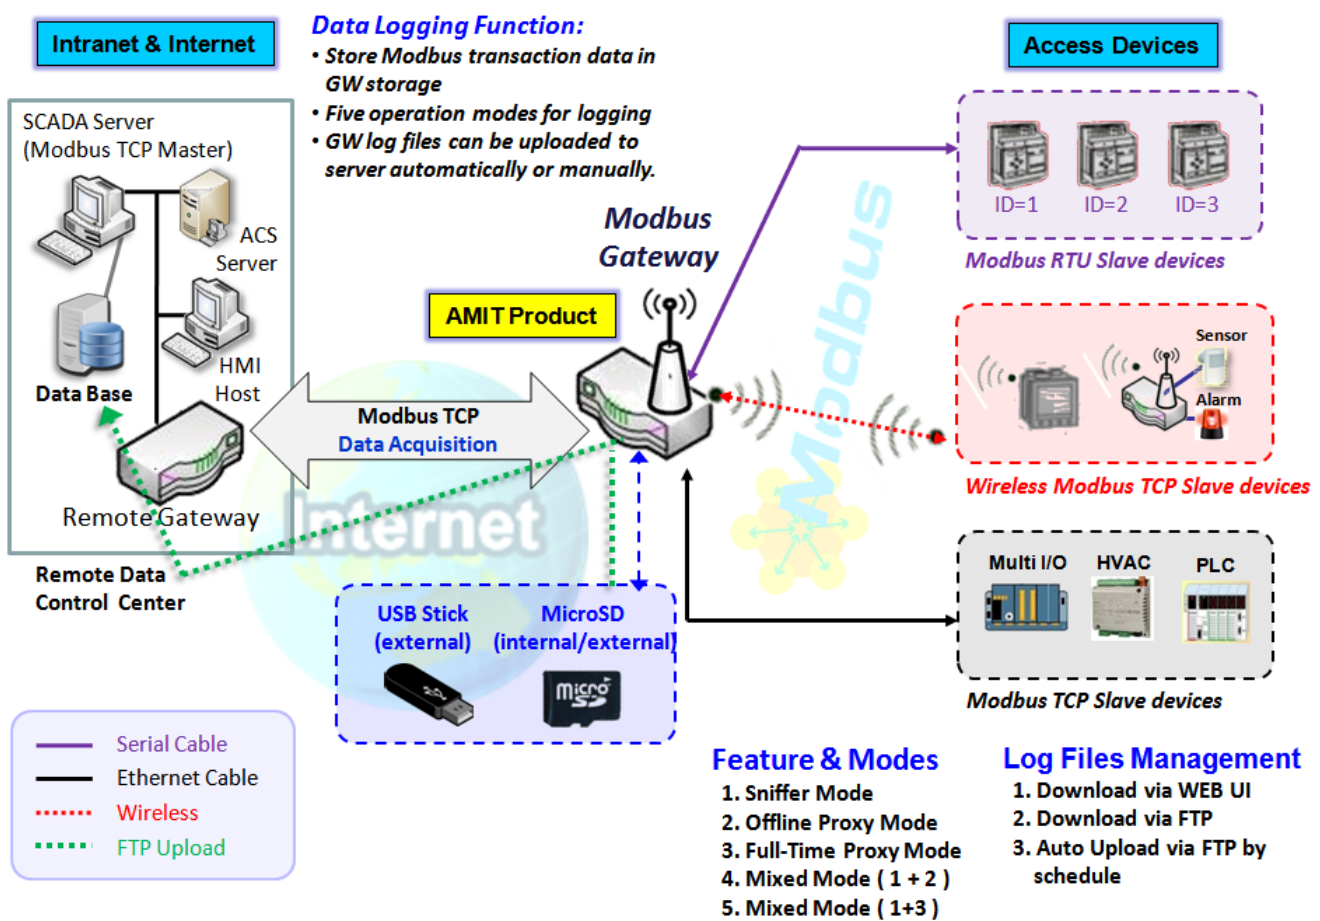 Intranet & Internet
Data Logging Function:
• Store Modbus transaction data in
GW storage
• Five operation modes for logging
• GW log files can be uploaded to
server automatically or manually.
Access Devices
SCADA Server
(Modbus TCP Master)
ACS
Server
HMI
Host
Data Base
Remote Gateway
Remote Data
Control Center
Modbus
Gateway
AMIT Product
Modbus TCP
Data Acquisition
Internet
Modbus
ID=1
ID=2
ID=3
Modbus RTU Slave devices
Sensor
Alarm
Wireless Modbus TCP Slave devices
Multi I/O
HVAC
PLC
Modbus TCP Slave devices
USB Stick
(external)
MicroSD
(internal/external)
micro
SD
Serial Cable
Ethernet Cable
Wireless
FTP Upload
Feature & Modes
1. Sniffer Mode
2. Offline Proxy Mode
3. Full-Time Proxy Mode
4. Mixed Mode ( 1 + 2 )
5. Mixed Mode ( 1+3 )
Log Files Management
1. Download via WEB UI
2. Download via FTP
3. Auto Upload via FTP by
schedule